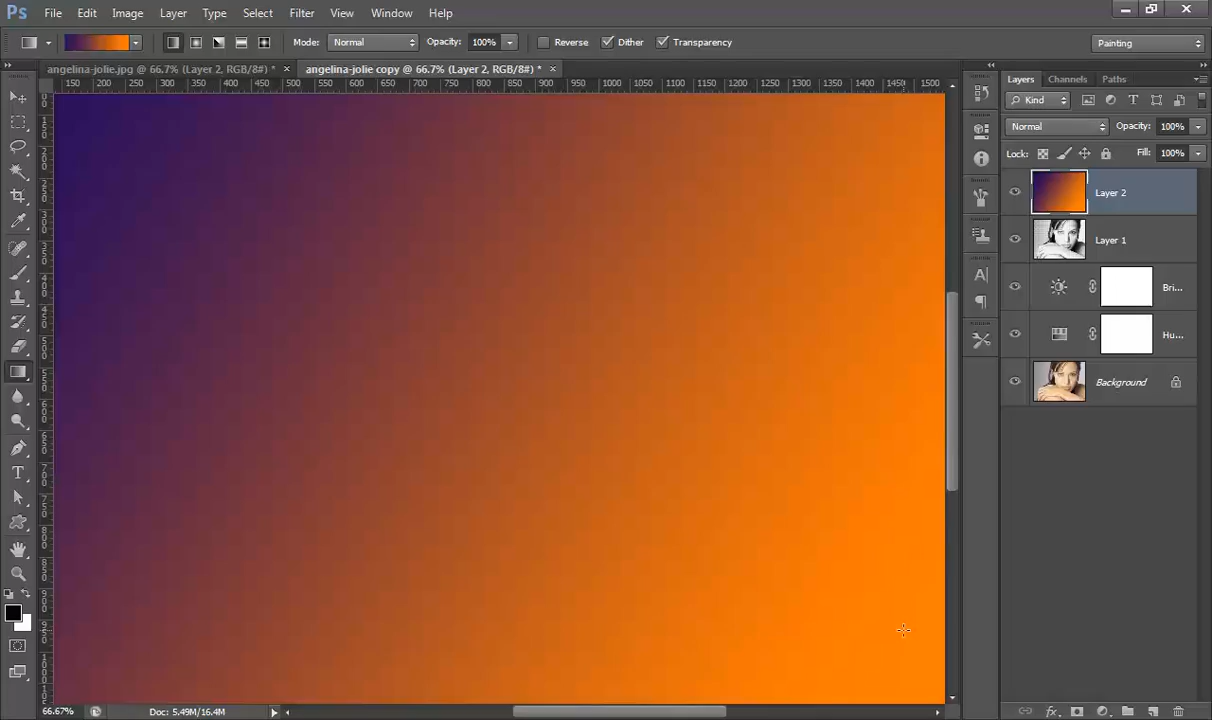 Ps File Edit Image Layer Type Select Filter View Window Help
Mode: Normal Opacity: 100% Reverse Dither Transparency Painting
angelina-jolie.jpg @ 66.7% (Layer 2, RGB/8#) * × angelina-jolie copy @ 66.7% (Layer 2, RGB/8#) * ×
150 200 250 300 350 400 450 500 550 600 650 700 750 800 850 900 950 1000 1050 1100 1150 1200 1250 1300 1350 1400 1450 1500
Layers Channels Paths
Kind
Normal Opacity: 100%
Lock: Fill: 100%
Layer 2
Layer 1
Bri...
Hu...
Background
T
66.67% Doc: 5.49M/16.4M
fx